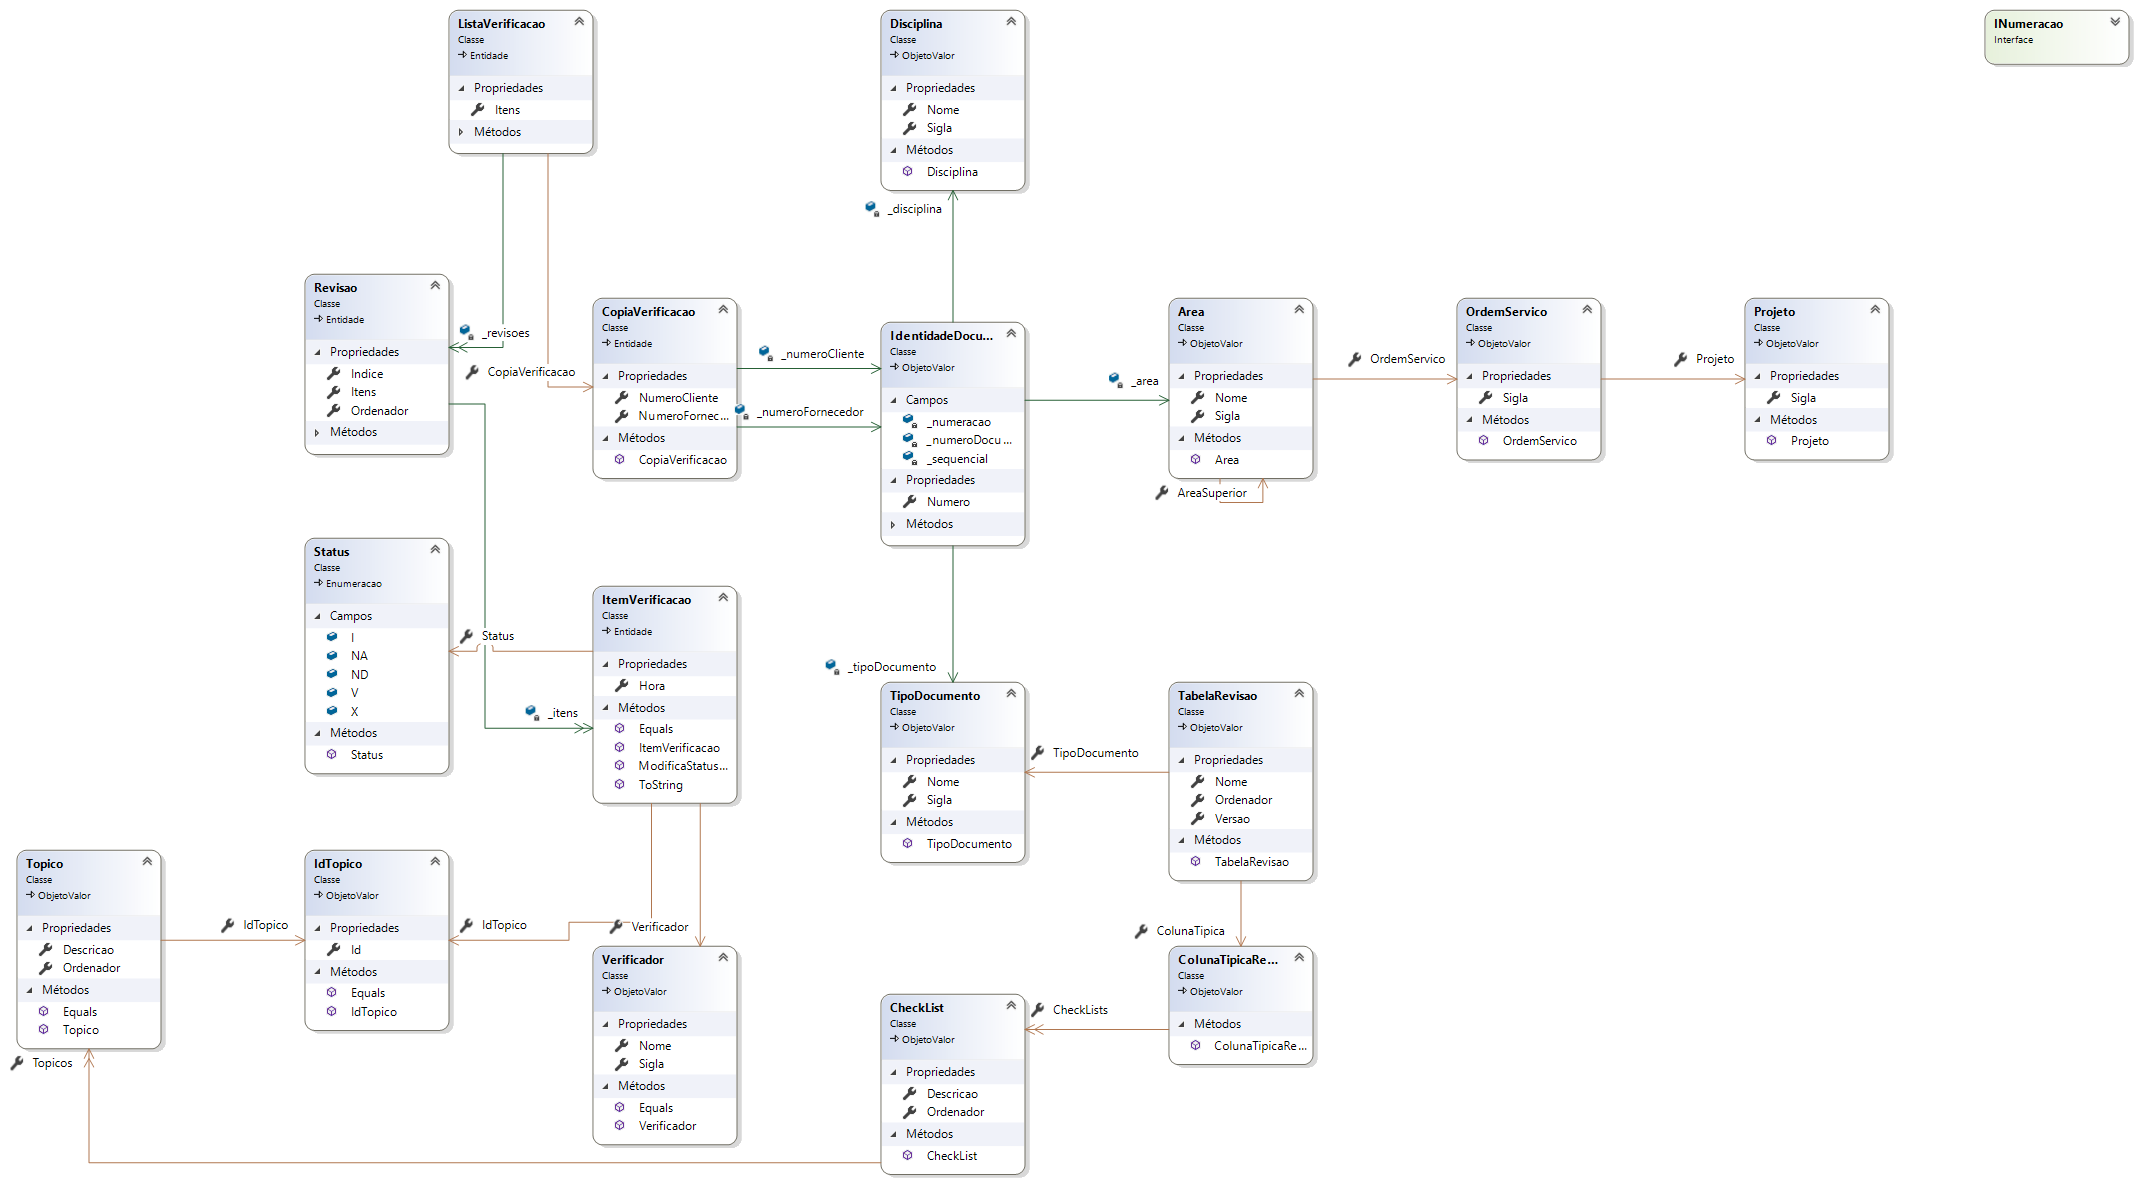 ListaVerificacao
Classe
Entidade
Propriedades
Itens
Métodos
Disciplina
Classe
ObjetoValor
Propriedades
Nome
Sigla
Métodos
Disciplina
INumeracao
Interface
_disciplina
Revisao
Classe
Entidade
Propriedades
Indice
Itens
Ordenador
Métodos
_revisoes
CopiaVerificacao
CopiaVerificacao
Classe
Entidade
Propriedades
NumeroCliente
NumeroFornec...
Métodos
CopiaVerificacao
_numeroCliente
_numeroFornecedor
IdentidadeDocu...
Classe
ObjetoValor
Campos
_numeracao
_numeroDocu...
_sequencial
Propriedades
Numero
Métodos
_area
Area
Classe
ObjetoValor
Propriedades
Nome
Sigla
Métodos
Area
AreaSuperior
OrdemServico
OrdemServico
Classe
ObjetoValor
Propriedades
Sigla
Métodos
OrdemServico
Projeto
Projeto
Classe
ObjetoValor
Propriedades
Sigla
Métodos
Projeto
Status
Classe
Enumeracao
Campos
I
NA
ND
V
X
Métodos
Status
Status
_itens
ItemVerificacao
Classe
Entidade
Propriedades
Hora
Métodos
Equals
ItemVerificacao
ModificaStatus...
ToString
_tipoDocumento
TipoDocumento
Classe
ObjetoValor
Propriedades
Nome
Sigla
Métodos
TipoDocumento
TipoDocumento
TabelaRevisao
Classe
ObjetoValor
Propriedades
Nome
Ordenador
Versao
Métodos
TabelaRevisao
Topico
Classe
ObjetoValor
Propriedades
Descricao
Ordenador
Métodos
Equals
Topico
Topicos
IdTopico
IdTopico
Classe
ObjetoValor
Propriedades
Id
Métodos
Equals
IdTopico
IdTopico
Verificador
Verificador
Classe
ObjetoValor
Propriedades
Nome
Sigla
Métodos
Equals
Verificador
CheckList
Classe
ObjetoValor
Propriedades
Descricao
Ordenador
Métodos
CheckList
CheckLists
ColunaTipica
ColunaTipicaRe...
Classe
ObjetoValor
Métodos
ColunaTipicaRe...